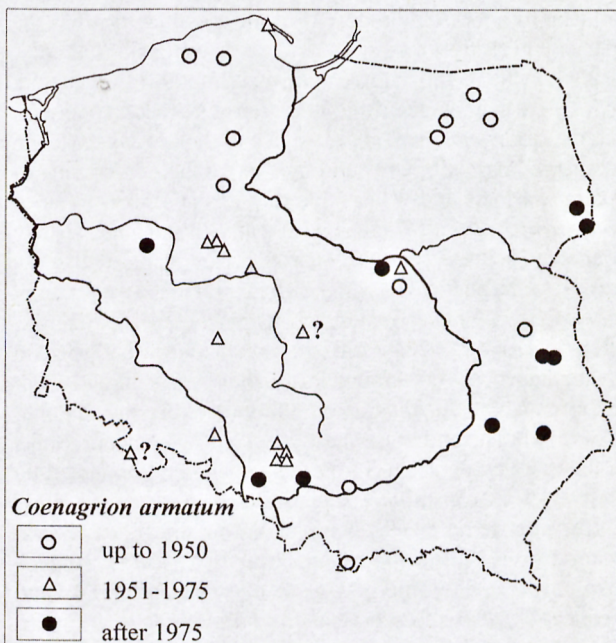 ?
?
Coenagrion armatum
up to 1950
1951-1975
after 1975